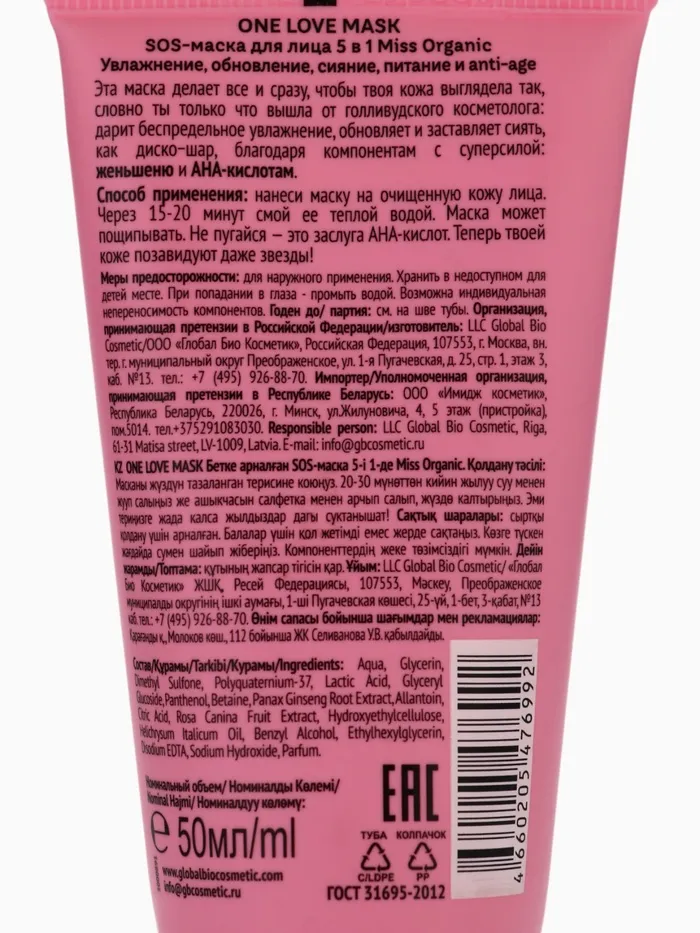 ONE LOVE MASK
SOS-маска для лица 5 в 1 Miss Organic
Увлажнение, обновление, сияние, питание и anti-age
Эта маска делает все и сразу, чтобы твоя кожа выглядела так,
словно ты только что вышла от голливудского косметолога:
дарит беспредельное увлажнение, обновляет и заставляет сиять,
как диско-шар, благодаря компонентам с суперсилой:
женьшеню и AHA-кислотам.
Способ применения: нанеси маску на очищенную кожу лица.
Через 15-20 минут смой ее теплой водой. Маска может
пощипывать. Не пугайся — это заслуга AHA-кислот. Теперь твоей
коже позавидуют даже звезды!
Меры предосторожности: для наружного применения. Хранить в недоступном для
детей месте. При попадании в глаза - промыть водой. Возможна индивидуальная
непереносимость компонентов. Годен до/ партия: см. на шве тубы. Организация,
принимающая претензии в Российской Федерации/изготовитель: LLC Global Bio
Cosmetic/ООО «Глобал Био Косметик», Российская Федерация, 107553, г. Москва, вн.
тер. г. муниципальный округ Преображенское, ул. 1-я Пугачевская, д. 25, стр. 1, этаж 3,
каб. №13. тел.: +7 (495) 926-88-70. Импортер/Уполномоченная организация,
принимающая претензии в Республике Беларусь: ООО «Имидж косметик»,
Республика Беларусь, 220026, г. Минск, ул.Жилуновича, 4, 5 этаж (пристройка),
пом.5014. тел.+375291083030. Responsible person: LLC Global Bio Cosmetic, Riga,
61-31 Matisa street, LV-1009, Latvia. E-mail: info@gbcosmetic.ru
KZ ONE LOVE MASK Бетке арналған SOS-маска 5-і 1-де Miss Organic. Қолдану тәсілі:
Масканы жүздүн тазаланган терисине коюңуз. 20-30 мүнөттөн кийин жылуу суу менен
жууп салыңыз же ашыкчасын салфетка менен арчып салып, жүздө калтырыңыз. Эми
териңизге жада калса жылдыздар дагы суктанышат! Сақтық шаралары: сыртқы
қолдану үшін арналған. Балалар үшін қол жетімді емес жерде сақтаңыз. Көзге түскен
жағдайда сумен шайып жіберіңіз. Компоненттердің жеке төзімсіздігі мүмкін. Дейін
жарамды/Топтама: құтының жапсар тігісін қар. Ұйым: LLC Global Bio Cosmetic/ «Глобал
Био Косметик» ЖШҚ, Ресей Федерациясы, 107553, Маскеу, Преображенское
муниципалды округінің ішкі аумағы, 1-ші Пугачевская көшесі, 25-үй, 1-бет, 3-қабат, №13
каб. тел.: +7 (495) 926-88-70. Өнім сапасы бойынша шағымдар мен рекламациялар:
Қарағанды қ., Молоков көш., 112 бойынша ЖК Селиванова У.В. қабылдайды.
Состав/Құрамы/Tarkibi/Курамы/Ingredients: Aqua, Glycerin,
Dimethyl Sulfone, Polyquaternium-37, Lactic Acid, Glyceryl
Glucoside, Panthenol, Betaine, Panax Ginseng Root Extract, Allantoin,
Citric Acid, Rosa Canina Fruit Extract, Hydroxyethylcellulose,
Helichrysum Italicum Oil, Benzyl Alcohol, Ethylhexylglycerin,
Disodium EDTA, Sodium Hydroxide, Parfum.
Номинальный объем/ Номиналды Көлемі/
Nominal Hajmi/ Номиналдуу көлөмү:
℮ 50мл/ml
www.globalbiocosmetic.com
info@gbcosmetic.ru
EAC
ТУБА КОЛПАЧОК
C/LDPE PP
ГОСТ 31695-2012
4 660205 476992